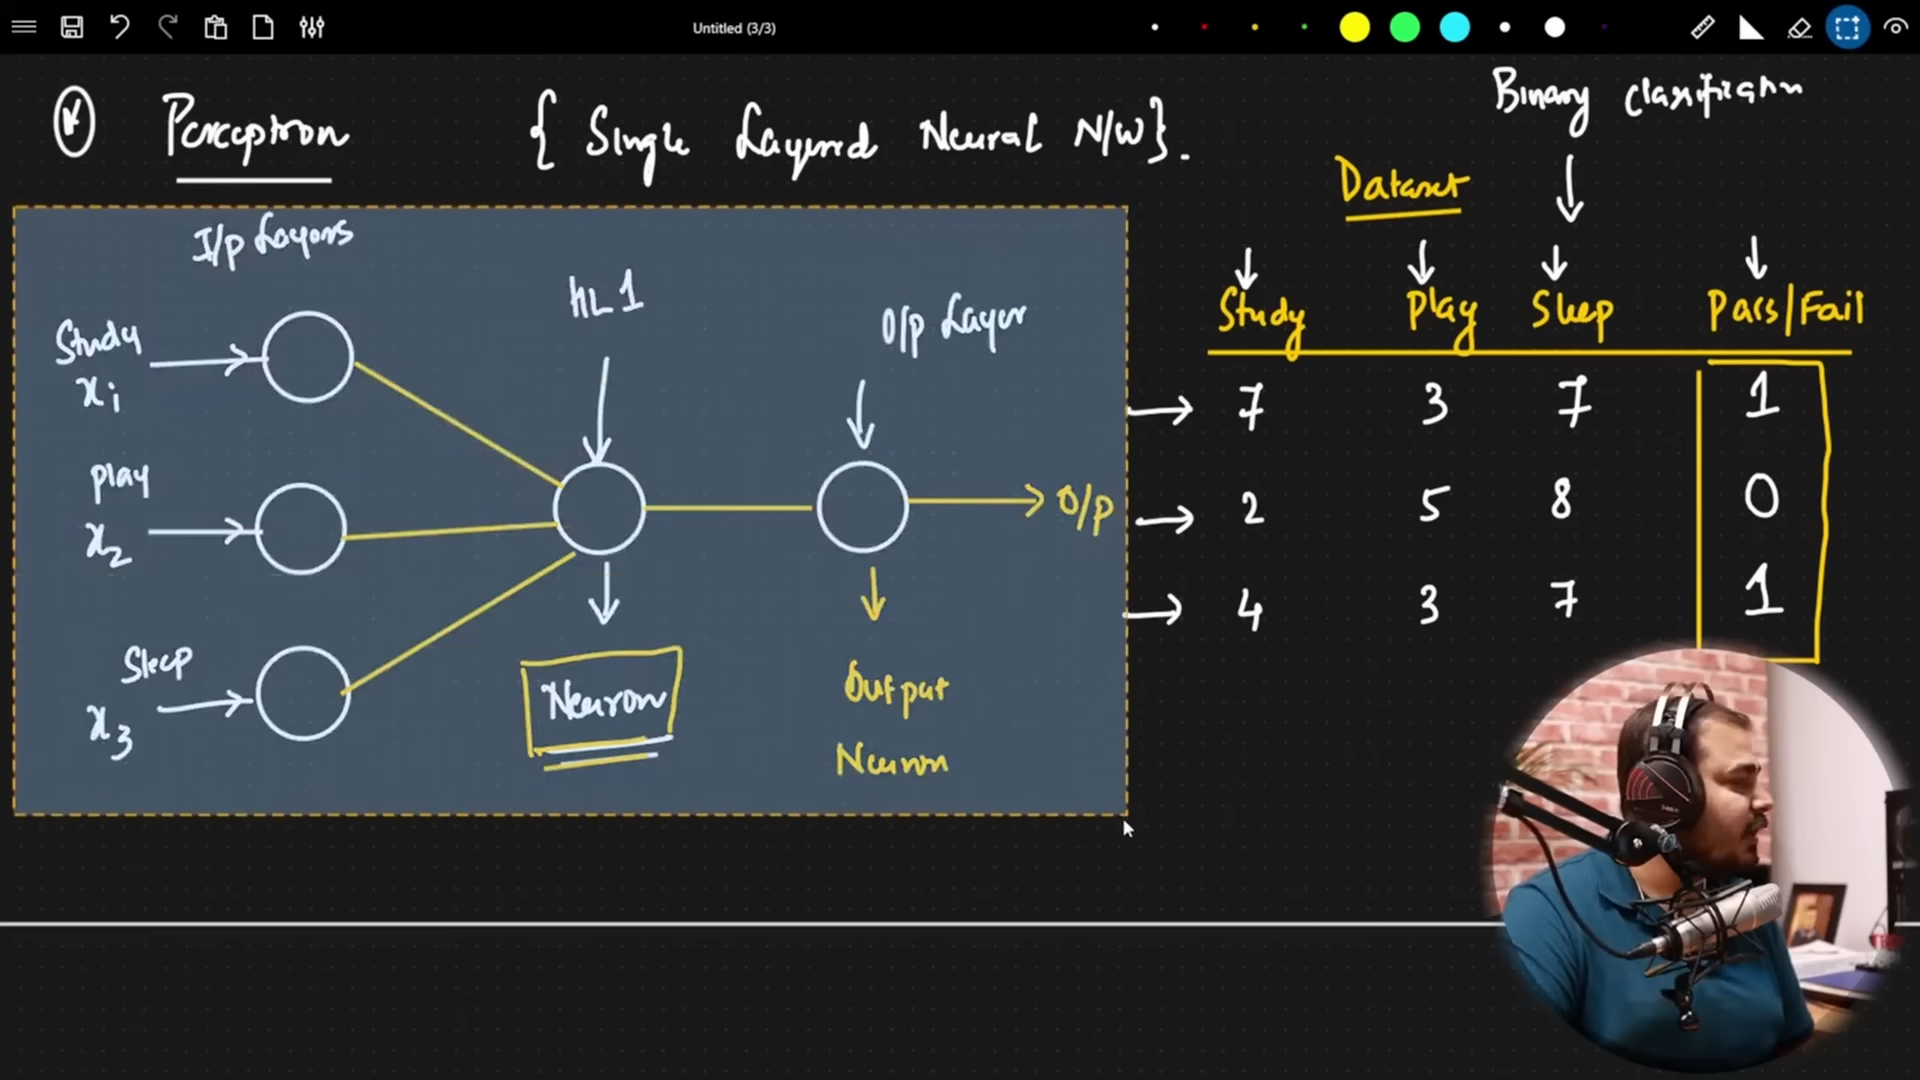 Untitled (3/3)
Perceptron { Single Layered Neural N/W}.
Binary Classification
Dataset
Study Play Sleep Pass/Fail
7 3 7 1
2 5 8 0
4 3 7 1
I/p Layers
HL 1
O/p Layer
Study
x1
Play
x2
Sleep
x3
O/p
Neuron
Output
Neuron